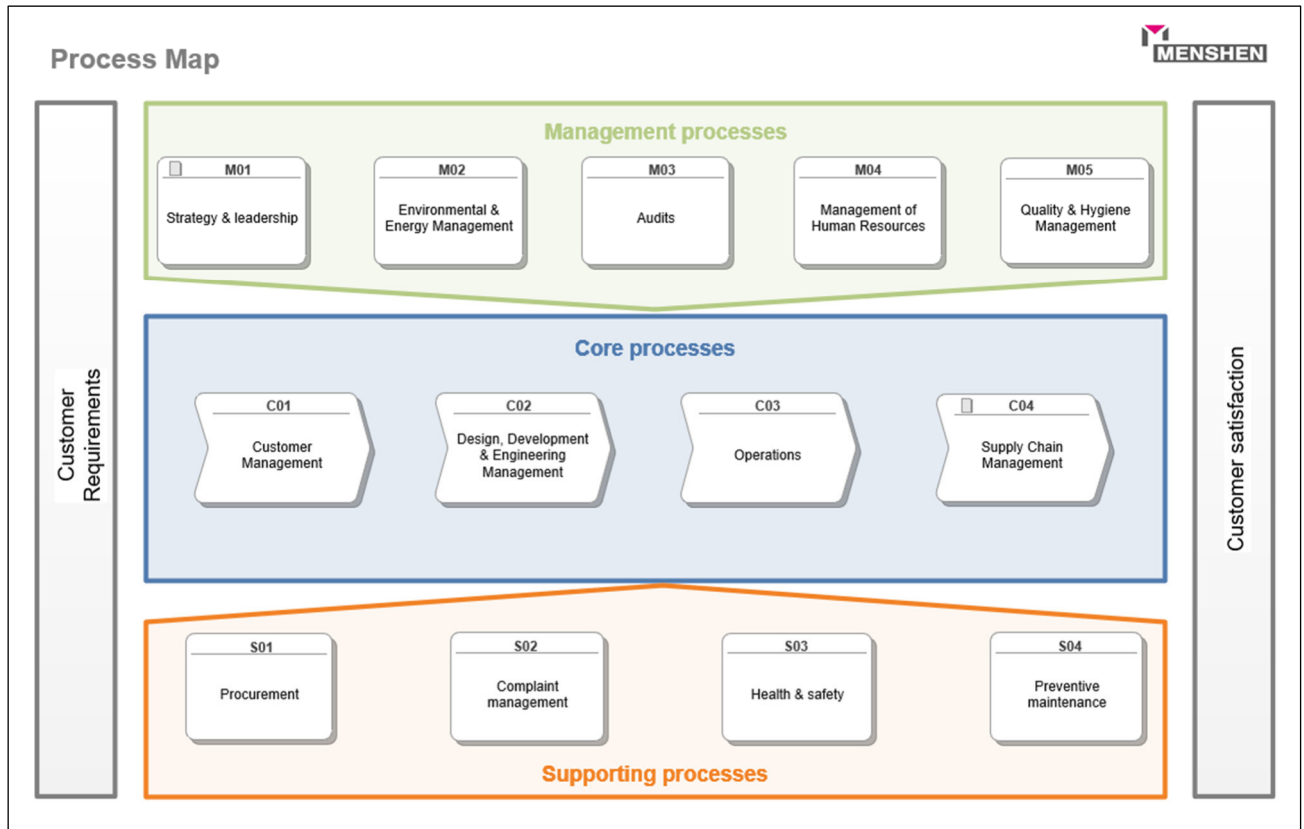 Process Map
MENSHEN
Customer
Requirements
Management processes
M01
Strategy & leadership
M02
Environmental &
Energy Management
M03
Audits
M04
Management of
Human Resources
M05
Quality & Hygiene
Management
Core processes
C01
Customer
Management
C02
Design, Development
& Engineering
Management
C03
Operations
C04
Supply Chain
Management
S01
Procurement
S02
Complaint
management
S03
Health & safety
S04
Preventive
maintenance
Supporting processes
Customer satisfaction